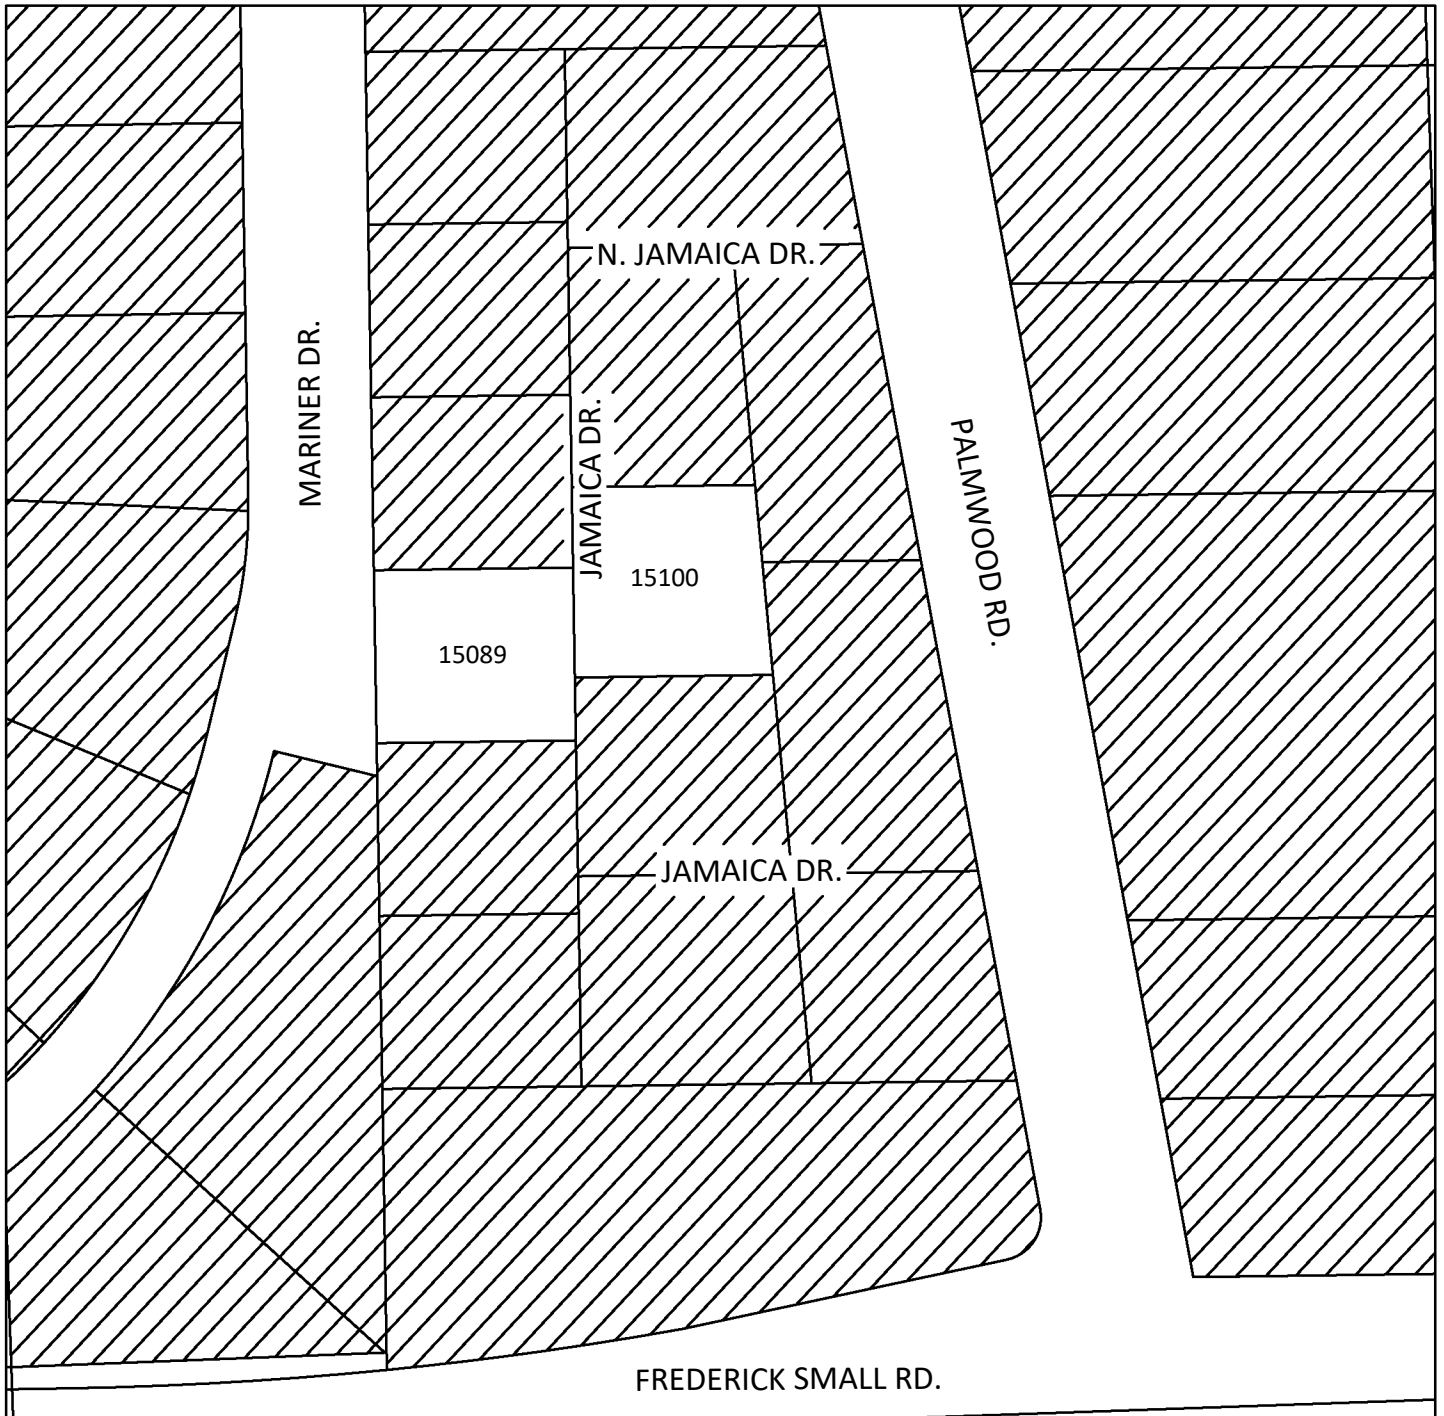 N. JAMAICA DR.
MARINER DR.
JAMAICA DR.
PALMWOOD RD.
15100
15089
JAMAICA DR.
FREDERICK SMALL RD.